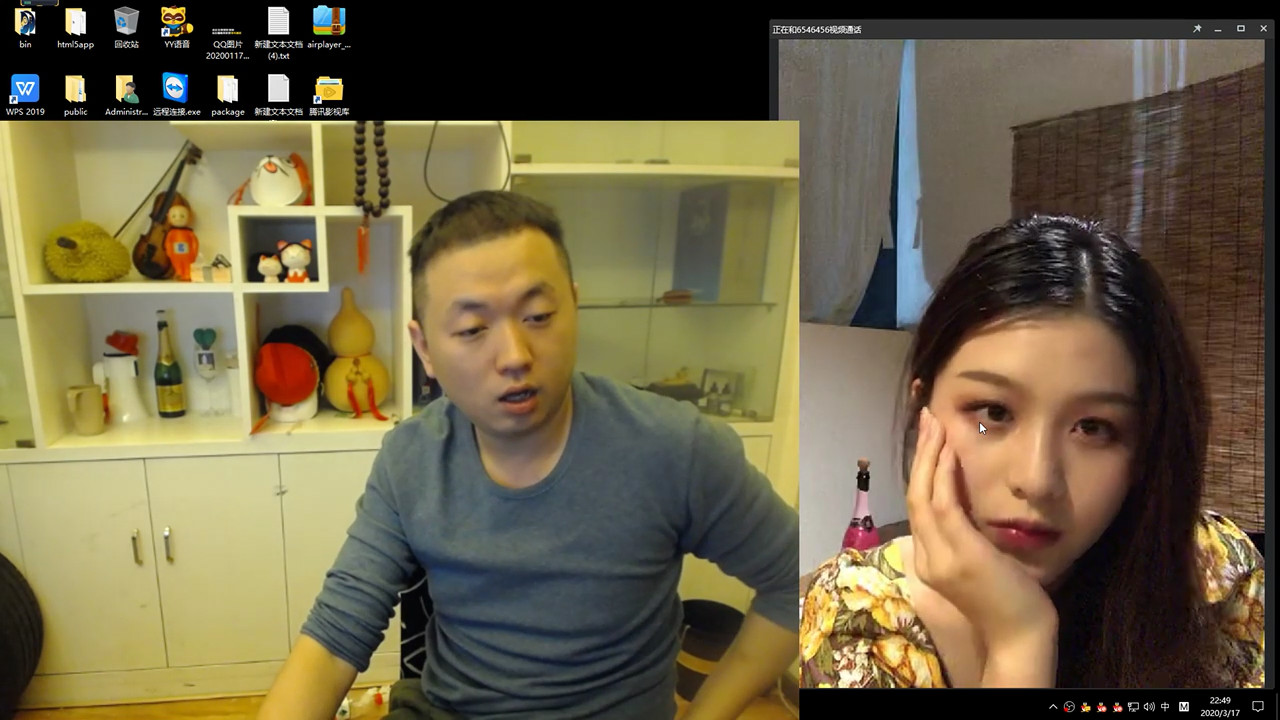 bin
html5app
回收站
YY语音
QQ图片
20200117...
新建文本文档
(4).txt
airplayer_...
WPS 2019
public
Administr...
远程连接.exe
package
新建文本文档
腾讯影视库
正在和6546456视频通话
中
M
22:49
2020/3/17